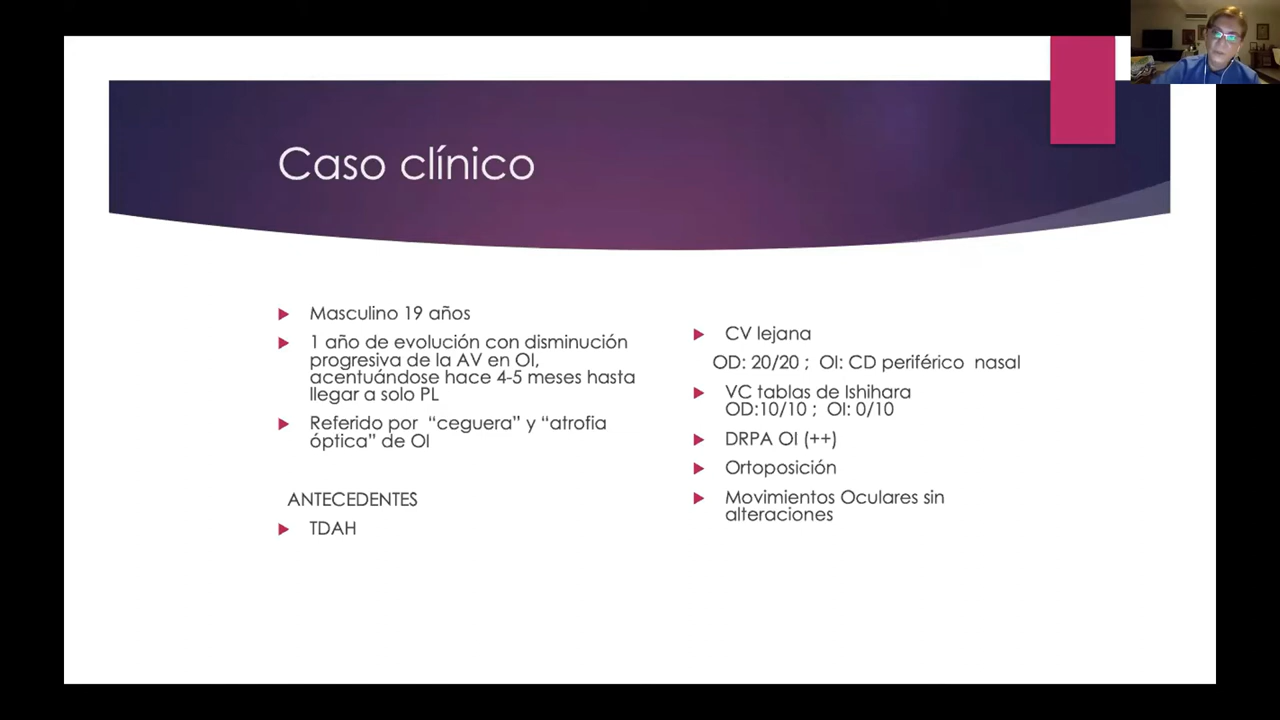 Caso clínico
Masculino 19 años
1 año de evolución con disminución
progresiva de la AV en OI,
acentuándose hace 4-5 meses hasta
llegar a solo PL
Referido por “ceguera” y “atrofia
óptica” de OI
ANTECEDENTES
TDAH
CV lejana
OD: 20/20 ; OI: CD periférico nasal
VC tablas de Ishihara
OD:10/10 ; OI: 0/10
DRPA OI (++)
Ortoposición
Movimientos Oculares sin
alteraciones